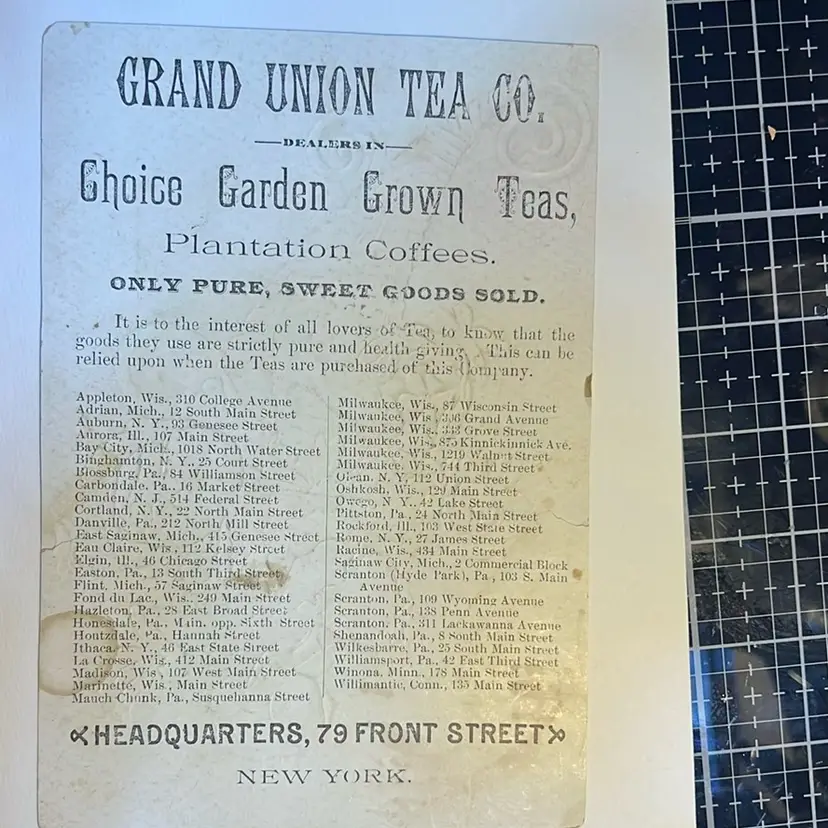 GRAND UNION TEA CO.
DEALERS IN
Choice Garden Grown Teas,
Plantation Coffees.
ONLY PURE, SWEET GOODS SOLD.
It is to the interest of all lovers of Tea, to know that the
goods they use are strictly pure and health giving. This can be
relied upon when the Teas are purchased of this Company.
Appleton, Wis., 310 College Avenue
Adrian, Mich., 12 South Main Street
Auburn, N. Y., 93 Genesee Street
Aurora, Ill., 107 Main Street
Bay City, Mich., 1018 North Water Street
Binghamton, N. Y., 25 Court Street
Blossburg, Pa., 84 Williamson Street
Carbondale, Pa., 16 Market Street
Camden, N. J., 514 Federal Street
Cortland, N. Y., 22 North Main Street
Danville, Pa., 212 North Mill Street
East Saginaw, Mich., 415 Genesee Street
Eau Claire, Wis., 112 Kelsey Street
Elgin, Ill., 46 Chicago Street
Easton, Pa., 13 South Third Street
Flint, Mich., 57 Saginaw Street
Fond du Lac, Wis., 249 Main Street
Hazleton, Pa., 28 East Broad Street
Honesdale, Pa., Main, opp. Sixth Street
Houtzdale, Pa., Hannah Street
Ithaca, N. Y., 46 East State Street
La Crosse, Wis., 412 Main Street
Madison, Wis., 107 West Main Street
Marinette, Wis., Main Street
Mauch Chunk, Pa., Susquehanna Street
Milwaukee, Wis., 87 Wisconsin Street
Milwaukee, Wis., Grand Avenue
Milwaukee, Wis., 333 Grove Street
Milwaukee, Wis., 875 Kinnickinnick Ave.
Milwaukee, Wis., 1219 Walnut Street
Milwaukee, Wis., 744 Third Street
Olean, N. Y, 112 Union Street
Oshkosh, Wis., 129 Main Street
Owego, N. Y., 42 Lake Street
Pittston, Pa., 24 North Main Street
Rockford, Ill., 103 West State Street
Rome, N. Y., 27 James Street
Racine, Wis., 434 Main Street
Saginaw City, Mich., 2 Commercial Block
Scranton (Hyde Park), Pa., 103 S. Main
Avenue
Scranton, Pa., 109 Wyoming Avenue
Scranton, Pa., 138 Penn Avenue
Scranton, Pa., 311 Lackawanna Avenue
Shenandoah, Pa., 8 South Main Street
Wilkesbarre, Pa., 25 South Main Street
Williamsport, Pa., 42 East Third Street
Winona, Minn., 178 Main Street
Willimantic, Conn., 135 Main Street
HEADQUARTERS, 79 FRONT STREET
NEW YORK.